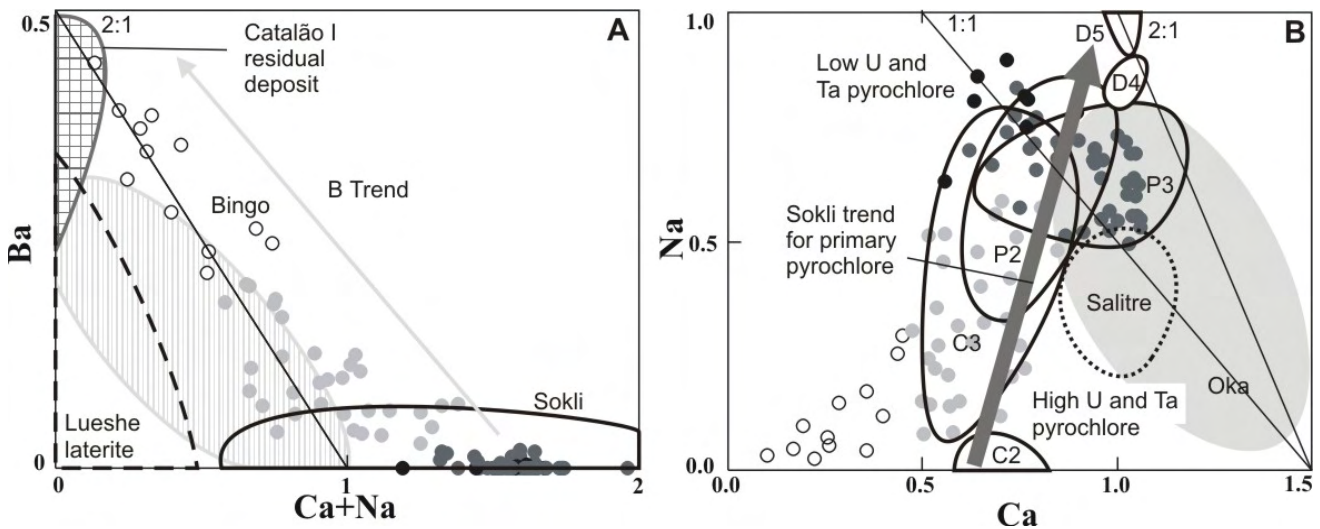 0.5
2:1
Catalão I
residual
deposit
A
B Trend
Bingo
Ba
Sokli
Lueshe
laterite
0
0
1
2
Ca+Na
1.0
1:1
D5
2:1
B
Low U and
Ta pyrochlore
D4
P3
Sokli trend
for primary
pyrochlore
Na
0.5
P2
Salitre
C3
Oka
High U and Ta
pyrochlore
C2
0.0
0.0
0.5
1.0
1.5
Ca